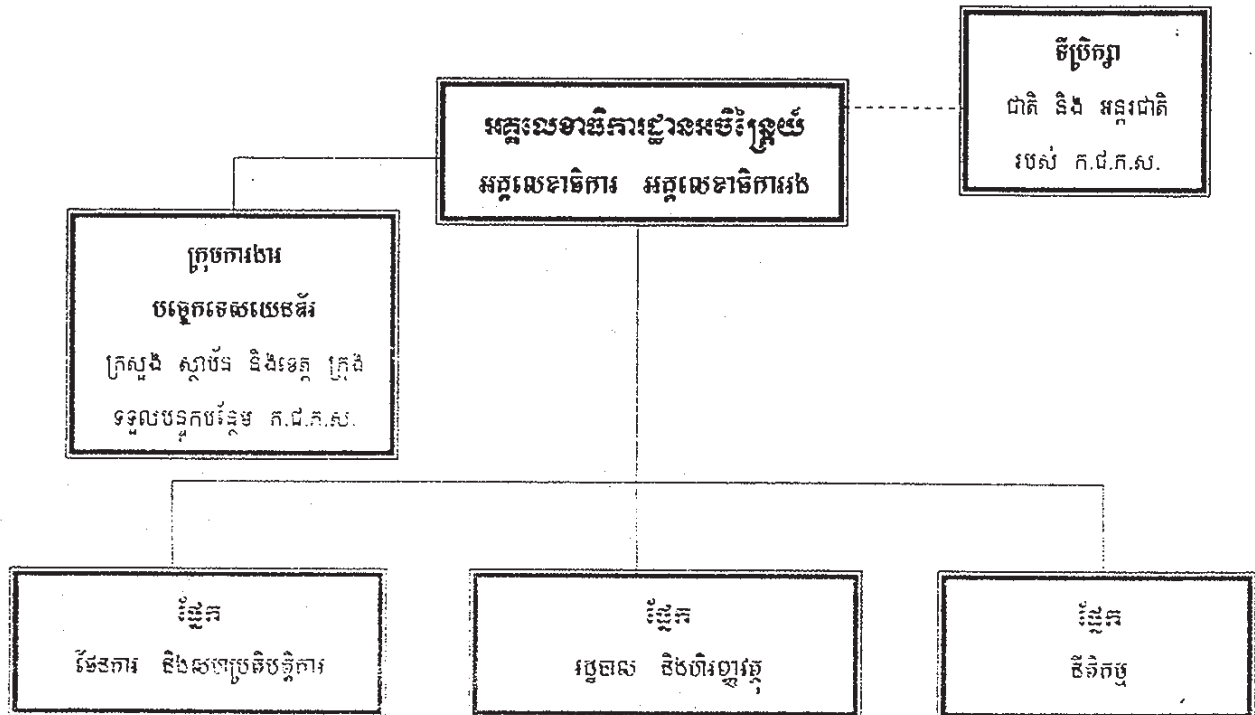 ទីប្រឹក្សា
ជាតិ និង អន្តរជាតិ
របស់ ក.ជ.ក.ស.
អគ្គលេខាធិការដ្ឋានអចិន្ត្រៃយ៍
អគ្គលេខាធិការ អគ្គលេខាធិការរង
ក្រុមការងារ
បច្ចេកទេសយេនឌ័រ
ក្រសួង ស្ថាប័ន និងខេត្ត ក្រុង
ទទួលបន្ទុកបន្ថែម ក.ជ.ក.ស.
ផ្នែក
ផែនការ និងសហប្រតិបត្តិការ
ផ្នែក
រដ្ឋបាល និងហិរញ្ញវត្ថុ
ផ្នែក
នីតិកម្ម